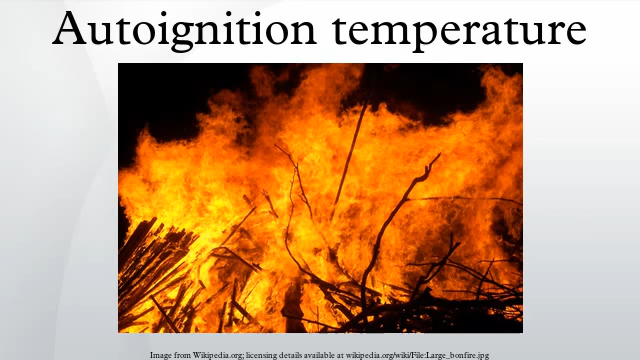 Autoignition temperature
Image from Wikipedia.org; licensing details available at wikipedia.org/wiki/File:Large_bonfire.jpg